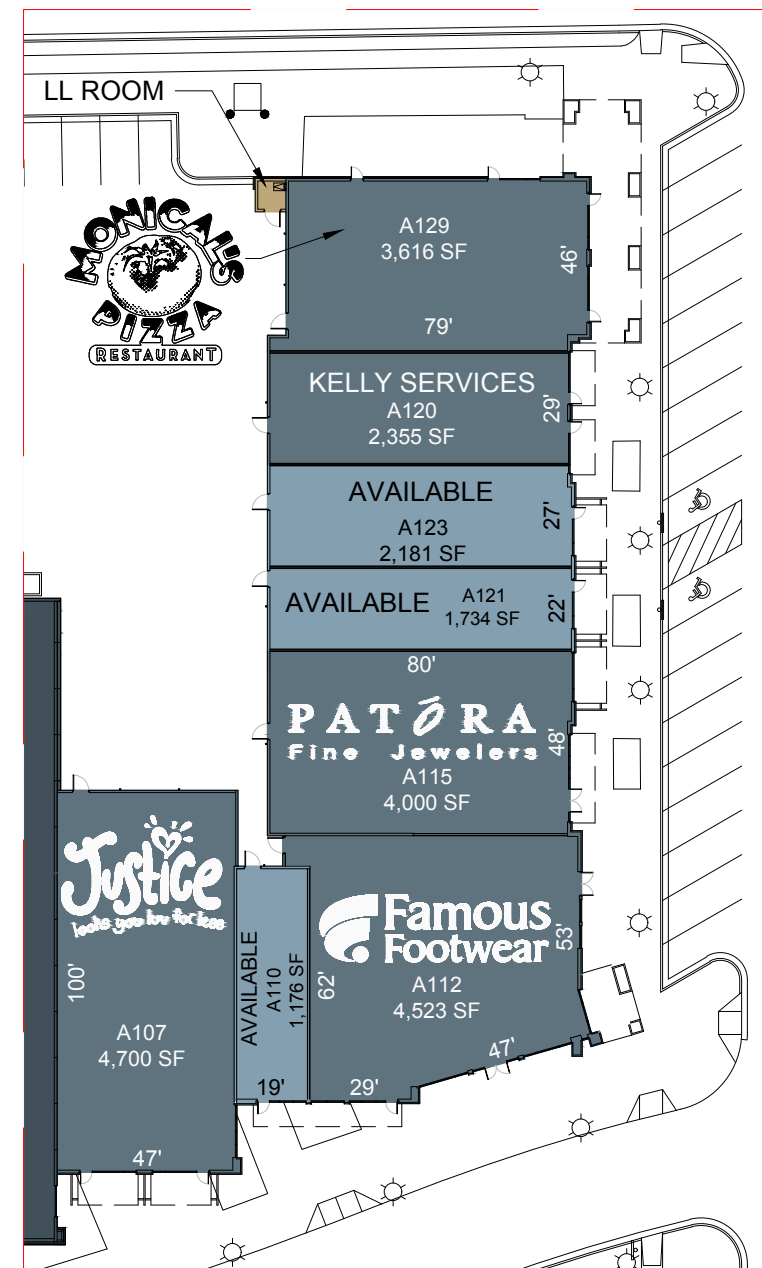 LL ROOM
MONICAL'S
PIZZA
RESTAURANT
A129
3,616 SF
46'
79'
KELLY SERVICES
A120
2,355 SF
29'
AVAILABLE
A123
2,181 SF
27'
AVAILABLE
A121
1,734 SF
22'
80'
PATÓRA
Fine Jewelers
48'
A115
4,000 SF
Justice
looks you luv for less
100'
A107
4,700 SF
47'
AVAILABLE
A110
1,176 SF
19'
Famous
Footwear
53'
62'
A112
4,523 SF
47'
29'